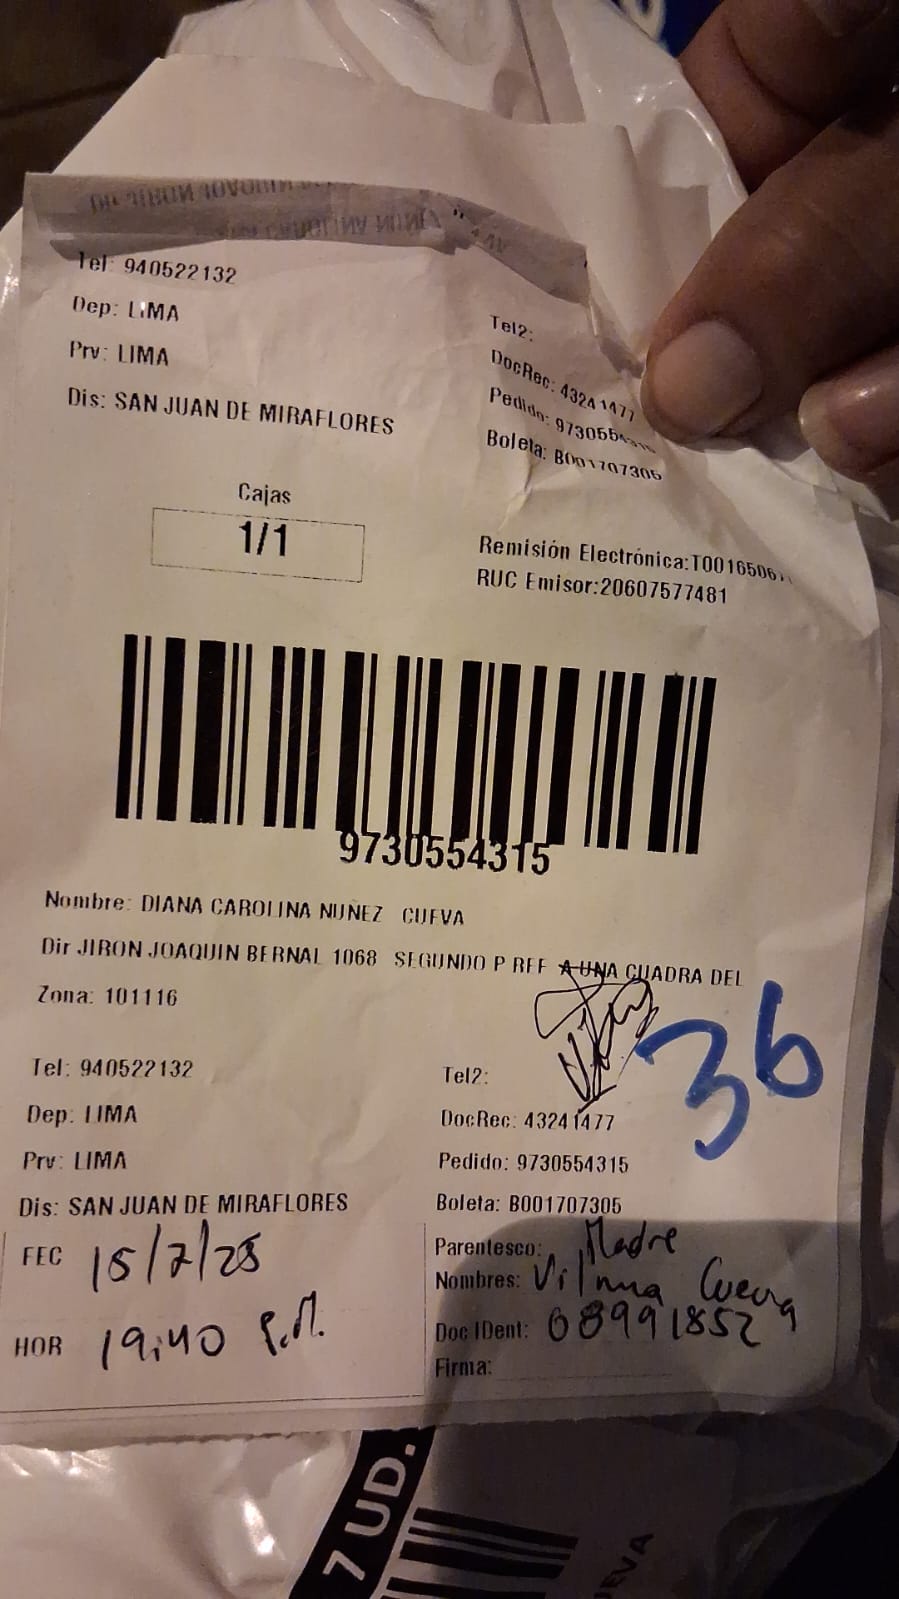 Tel: 940522132
Dep: LIMA
Prv: LIMA
Dis: SAN JUAN DE MIRAFLORES
Tel2:
DocRec: 43241477
Pedido: 9730554315
Boleta: B001707305
Cajas
1/1
Remisión Electrónica:T00165067
RUC Emisor:20607577481
9730554315
Nombre: DIANA CAROLINA NUÑEZ CUEVA
Dir JIRON JOAQUIN BERNAL 1068 SEGUNDO P REF A UNA CUADRA DEL
Zona: 101116
36
Tel: 940522132
Tel2:
Dep: LIMA
DocRec: 43241477
Prv: LIMA
Pedido: 9730554315
Dis: SAN JUAN DE MIRAFLORES
Boleta: B001707305
FEC 15/7/25
Parentesco: Madre
Nombres: Vilma Cueva
HOR 19:40 P.M.
Doc IDent: 08991852
Firma:
7 UD.